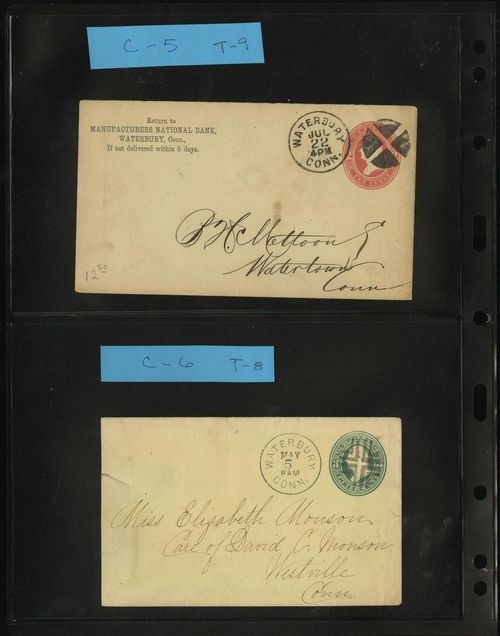 C-5 T-9
Return to
MANUFACTURERS NATIONAL BANK,
WATERBURY, Conn.,
If not delivered within 5 days.
WATERBURY
JUL
22
4PM
CONN.
P. H. Mattoon
Watertown
Conn
12 50
C-6 T-8
WATERBURY
MAY
5
8AM
CONN.
Miss Elizabeth Monson
Care of David C. Monson
Westville
Conn.